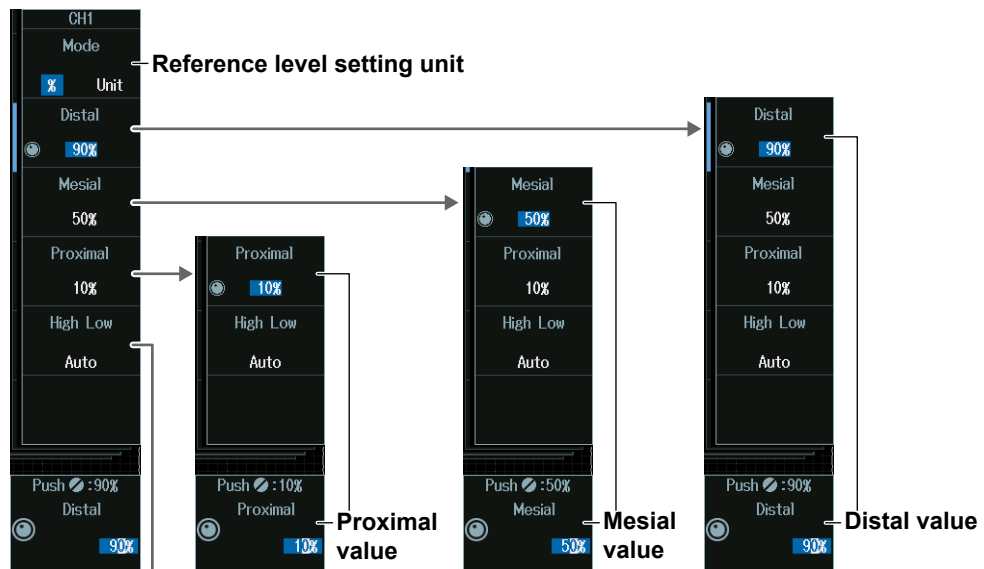 CH1
Mode
% Unit
Reference level setting unit
Distal
90%
Mesial
50%
Proximal
10%
High Low
Auto
Push :90%
Distal
90%
Proximal
10%
High Low
Auto
Push :10%
Proximal
10%
Proximal
value
Mesial
50%
Proximal
10%
High Low
Auto
Push :50%
Mesial
50%
Mesial
value
Distal
90%
Mesial
50%
Proximal
10%
High Low
Auto
Push :90%
Distal
90%
Distal value